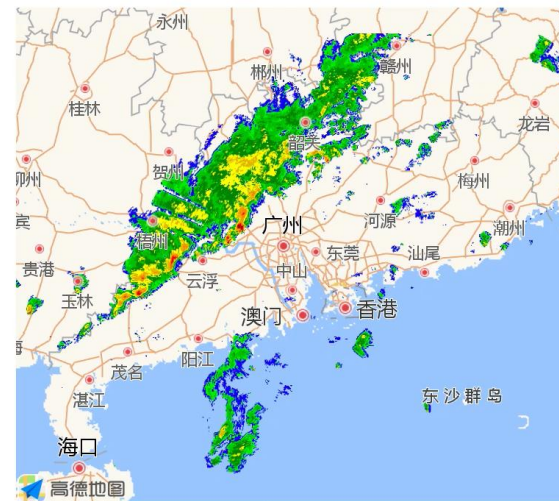 永州
郴州
赣州
桂林
韶关
龙岩
贺州
柳州
梅州
宾
梧州
河源
潮州
广州
东莞
汕尾
贵港
云浮
中山
玉林
澳门
香港
海
阳江
茂名
湛江
东沙群岛
海口
高德地图